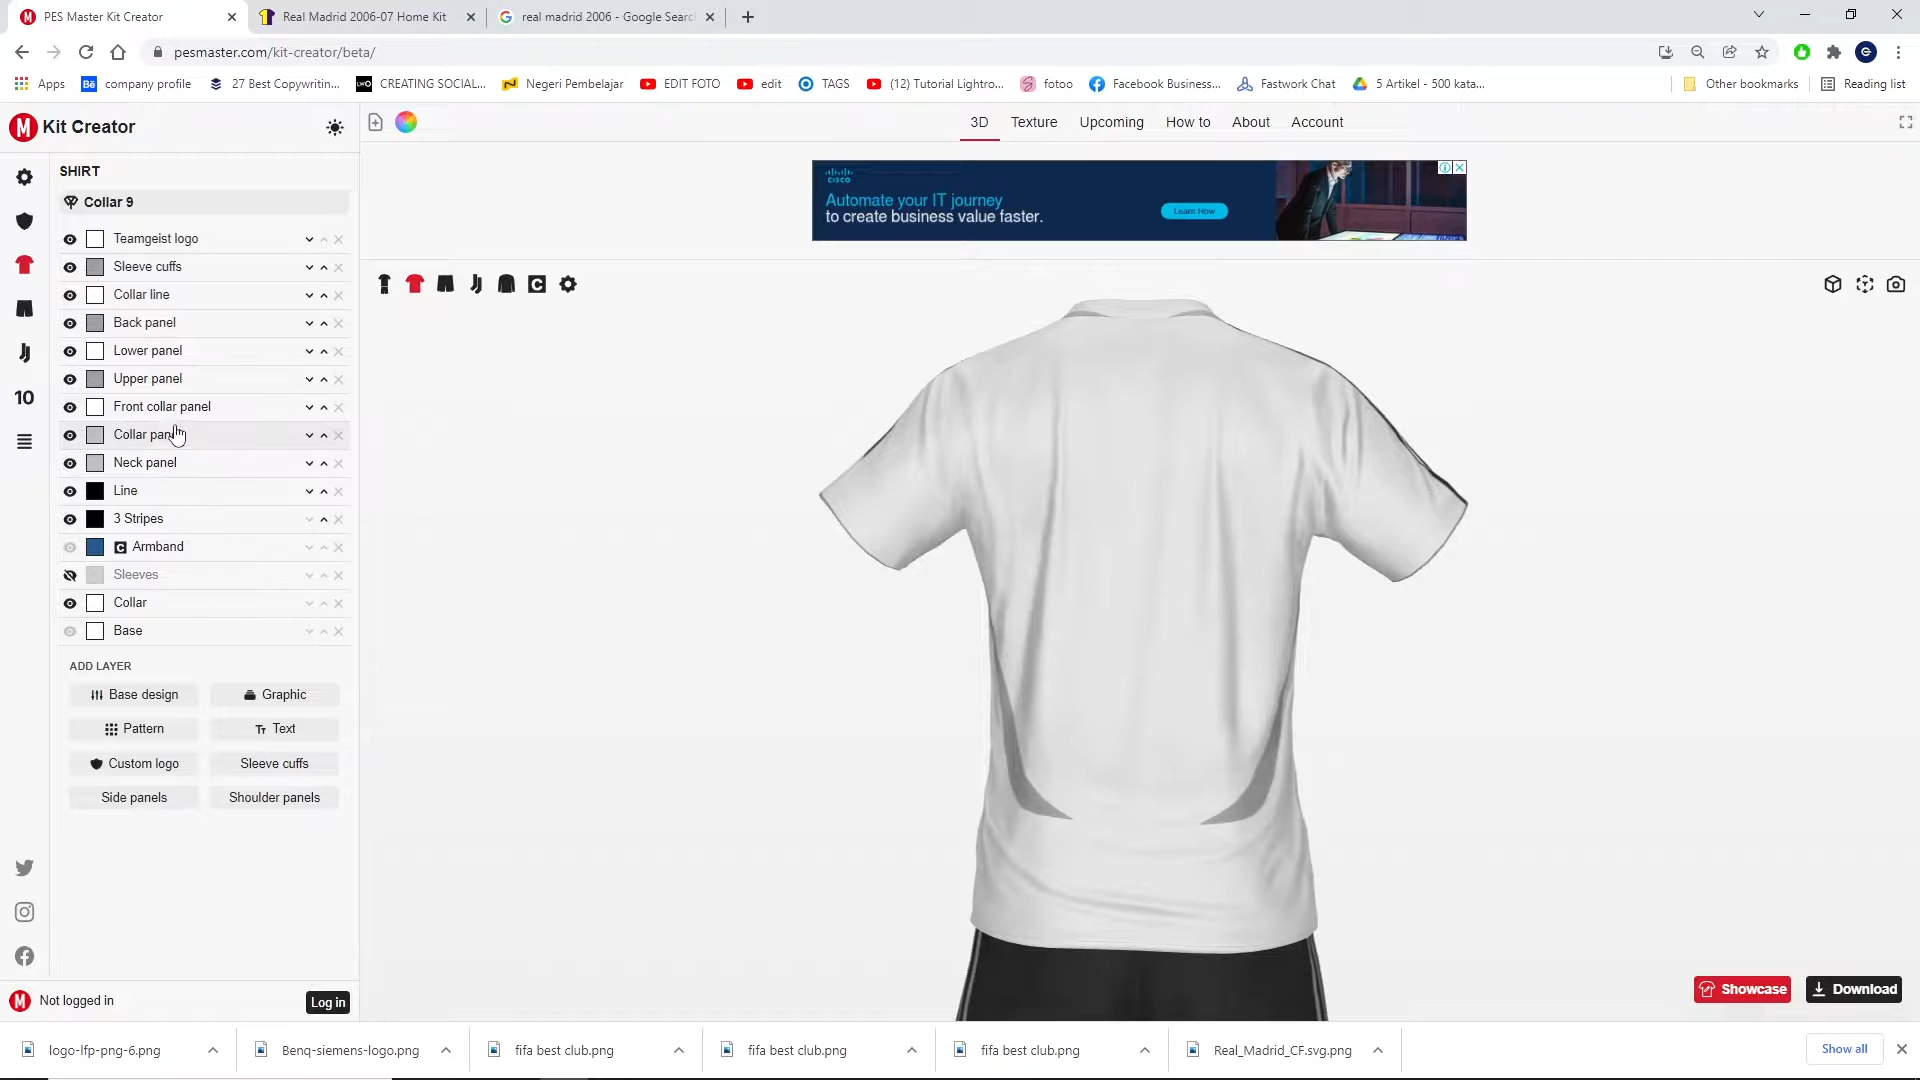 PES Master Kit Creator
Real Madrid 2006-07 Home Kit
real madrid 2006 - Google Searc
pesmaster.com/kit-creator/beta/
Apps
Bē company profile
27 Best Copywritin...
LWO CREATING SOCIAL...
Negeri Pembelajar
EDIT FOTO
edit
TAGS
(12) Tutorial Lightro...
fotoo
Facebook Business...
Fastwork Chat
5 Artikel - 500 kata...
Other bookmarks
Reading list
M Kit Creator
3D
Texture
Upcoming
How to
About
Account
SHIRT
Collar 9
Teamgeist logo
Sleeve cuffs
Collar line
Back panel
Lower panel
Upper panel
Front collar panel
Collar pan
Neck panel
Line
3 Stripes
C Armband
Sleeves
Collar
Base
10
ADD LAYER
Base design
Graphic
Pattern
Tт Text
Custom logo
Sleeve cuffs
Side panels
Shoulder panels
CISCO
Automate your IT journey
to create business value faster.
Learn How
C
M Not logged in
Log in
Showcase
Download
logo-lfp-png-6.png
Benq-siemens-logo.png
fifa best club.png
fifa best club.png
fifa best club.png
Real_Madrid_CF.svg.png
Show all